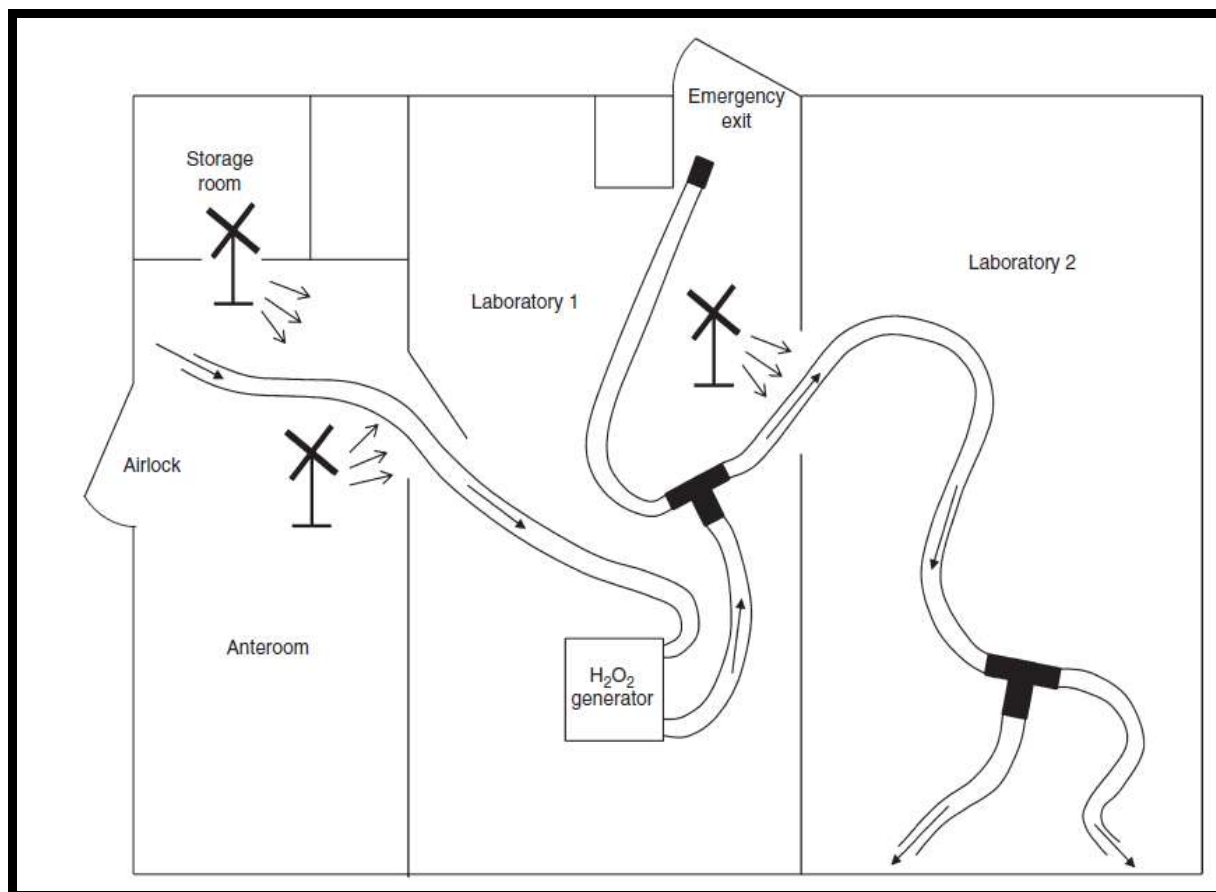 Emergency
exit
Storage
room
Laboratory 2
Laboratory 1
Airlock
Anteroom
H₂O₂
generator